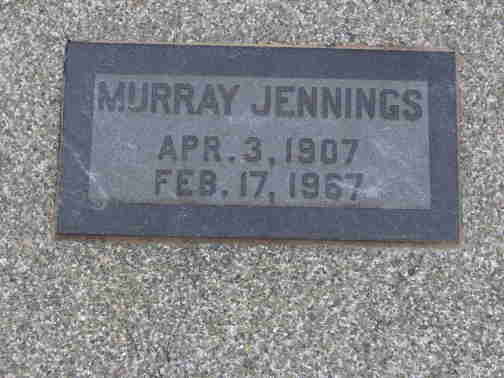 MURRAY JENNINGS
APR. 3, 1907
FEB. 17, 1967